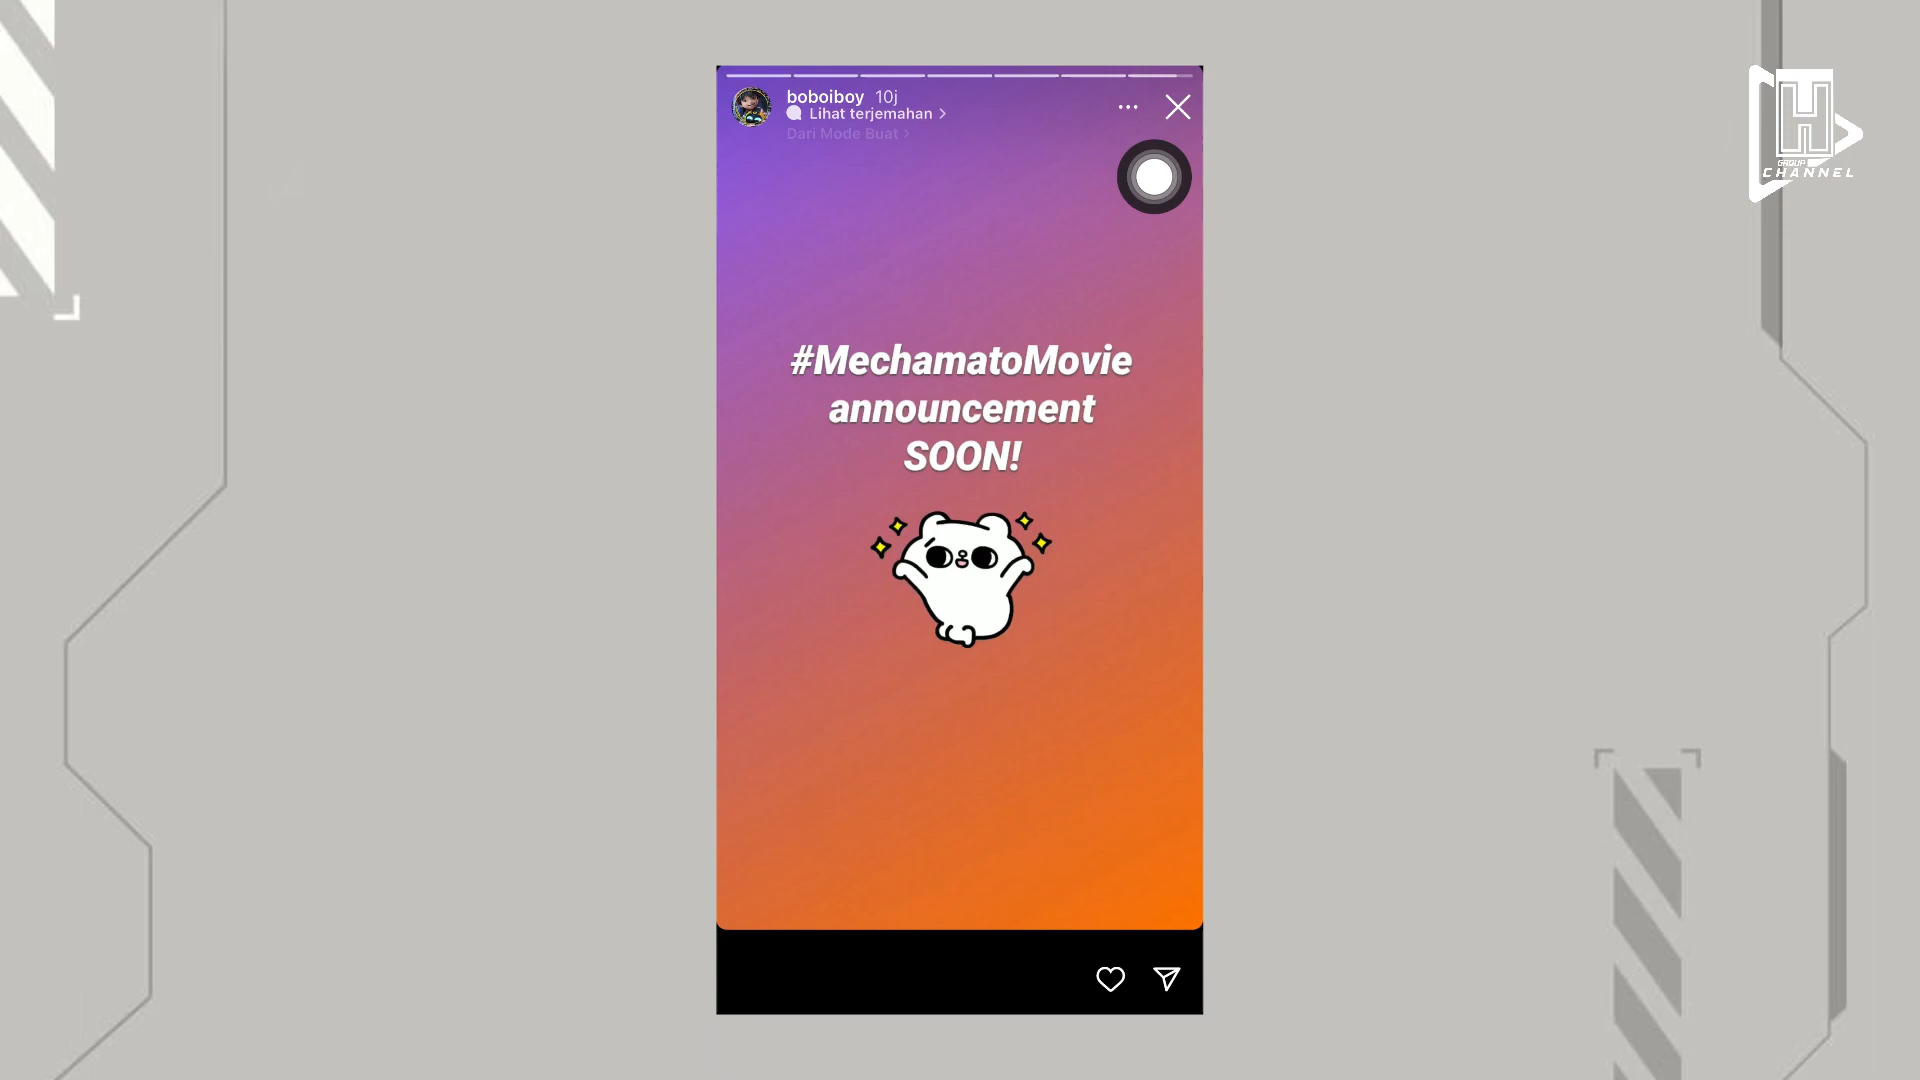 boboiboy 10j
Lihat terjemahan >
Dari Mode Buat >
#MechamatoMovie
announcement
SOON!
H
GROUP
CHANNEL